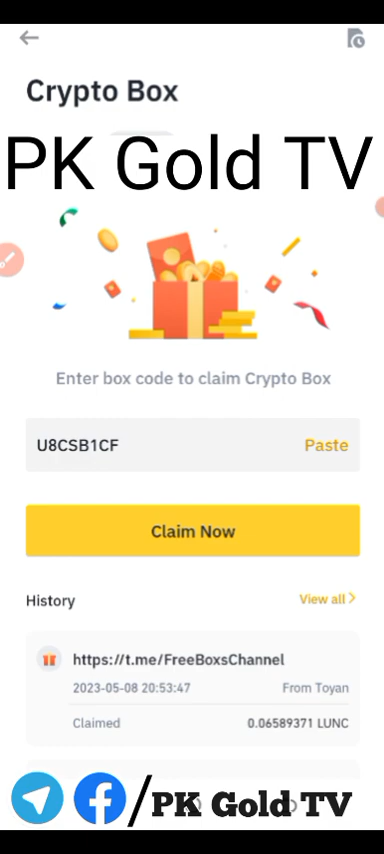 Crypto Box
PK Gold TV
Enter box code to claim Crypto Box
U8CSB1CF Paste
Claim Now
History View all >
https://t.me/FreeBoxsChannel
2023-05-08 20:53:47 From Toyan
Claimed 0.06589371 LUNC
/PK Gold TV